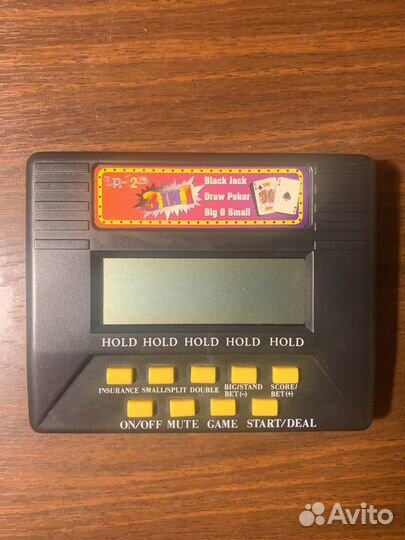 3 IN 1
Black Jack
Draw Poker
Big O Small
HOLD HOLD HOLD HOLD HOLD
INSURANCE SMALL/SPLIT DOUBLE BIG/STAND BET(-) SCORE/ BET(+)
ON/OFF MUTE GAME START/DEAL
Avito